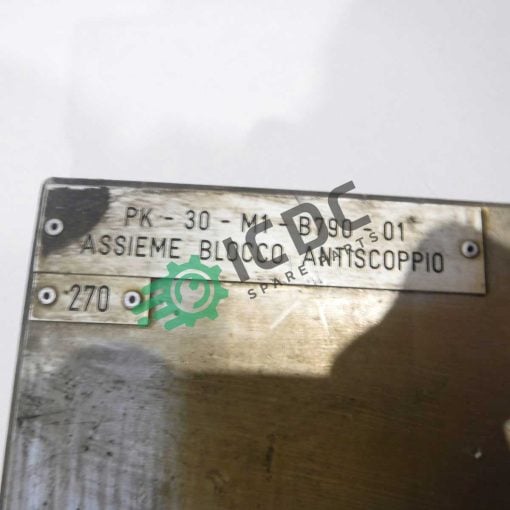 PK - 30 - M1 - B790 - 01
ASSIEME BLOCCO ANTISCOPPIO
270
ICDC
SPARE PARTS